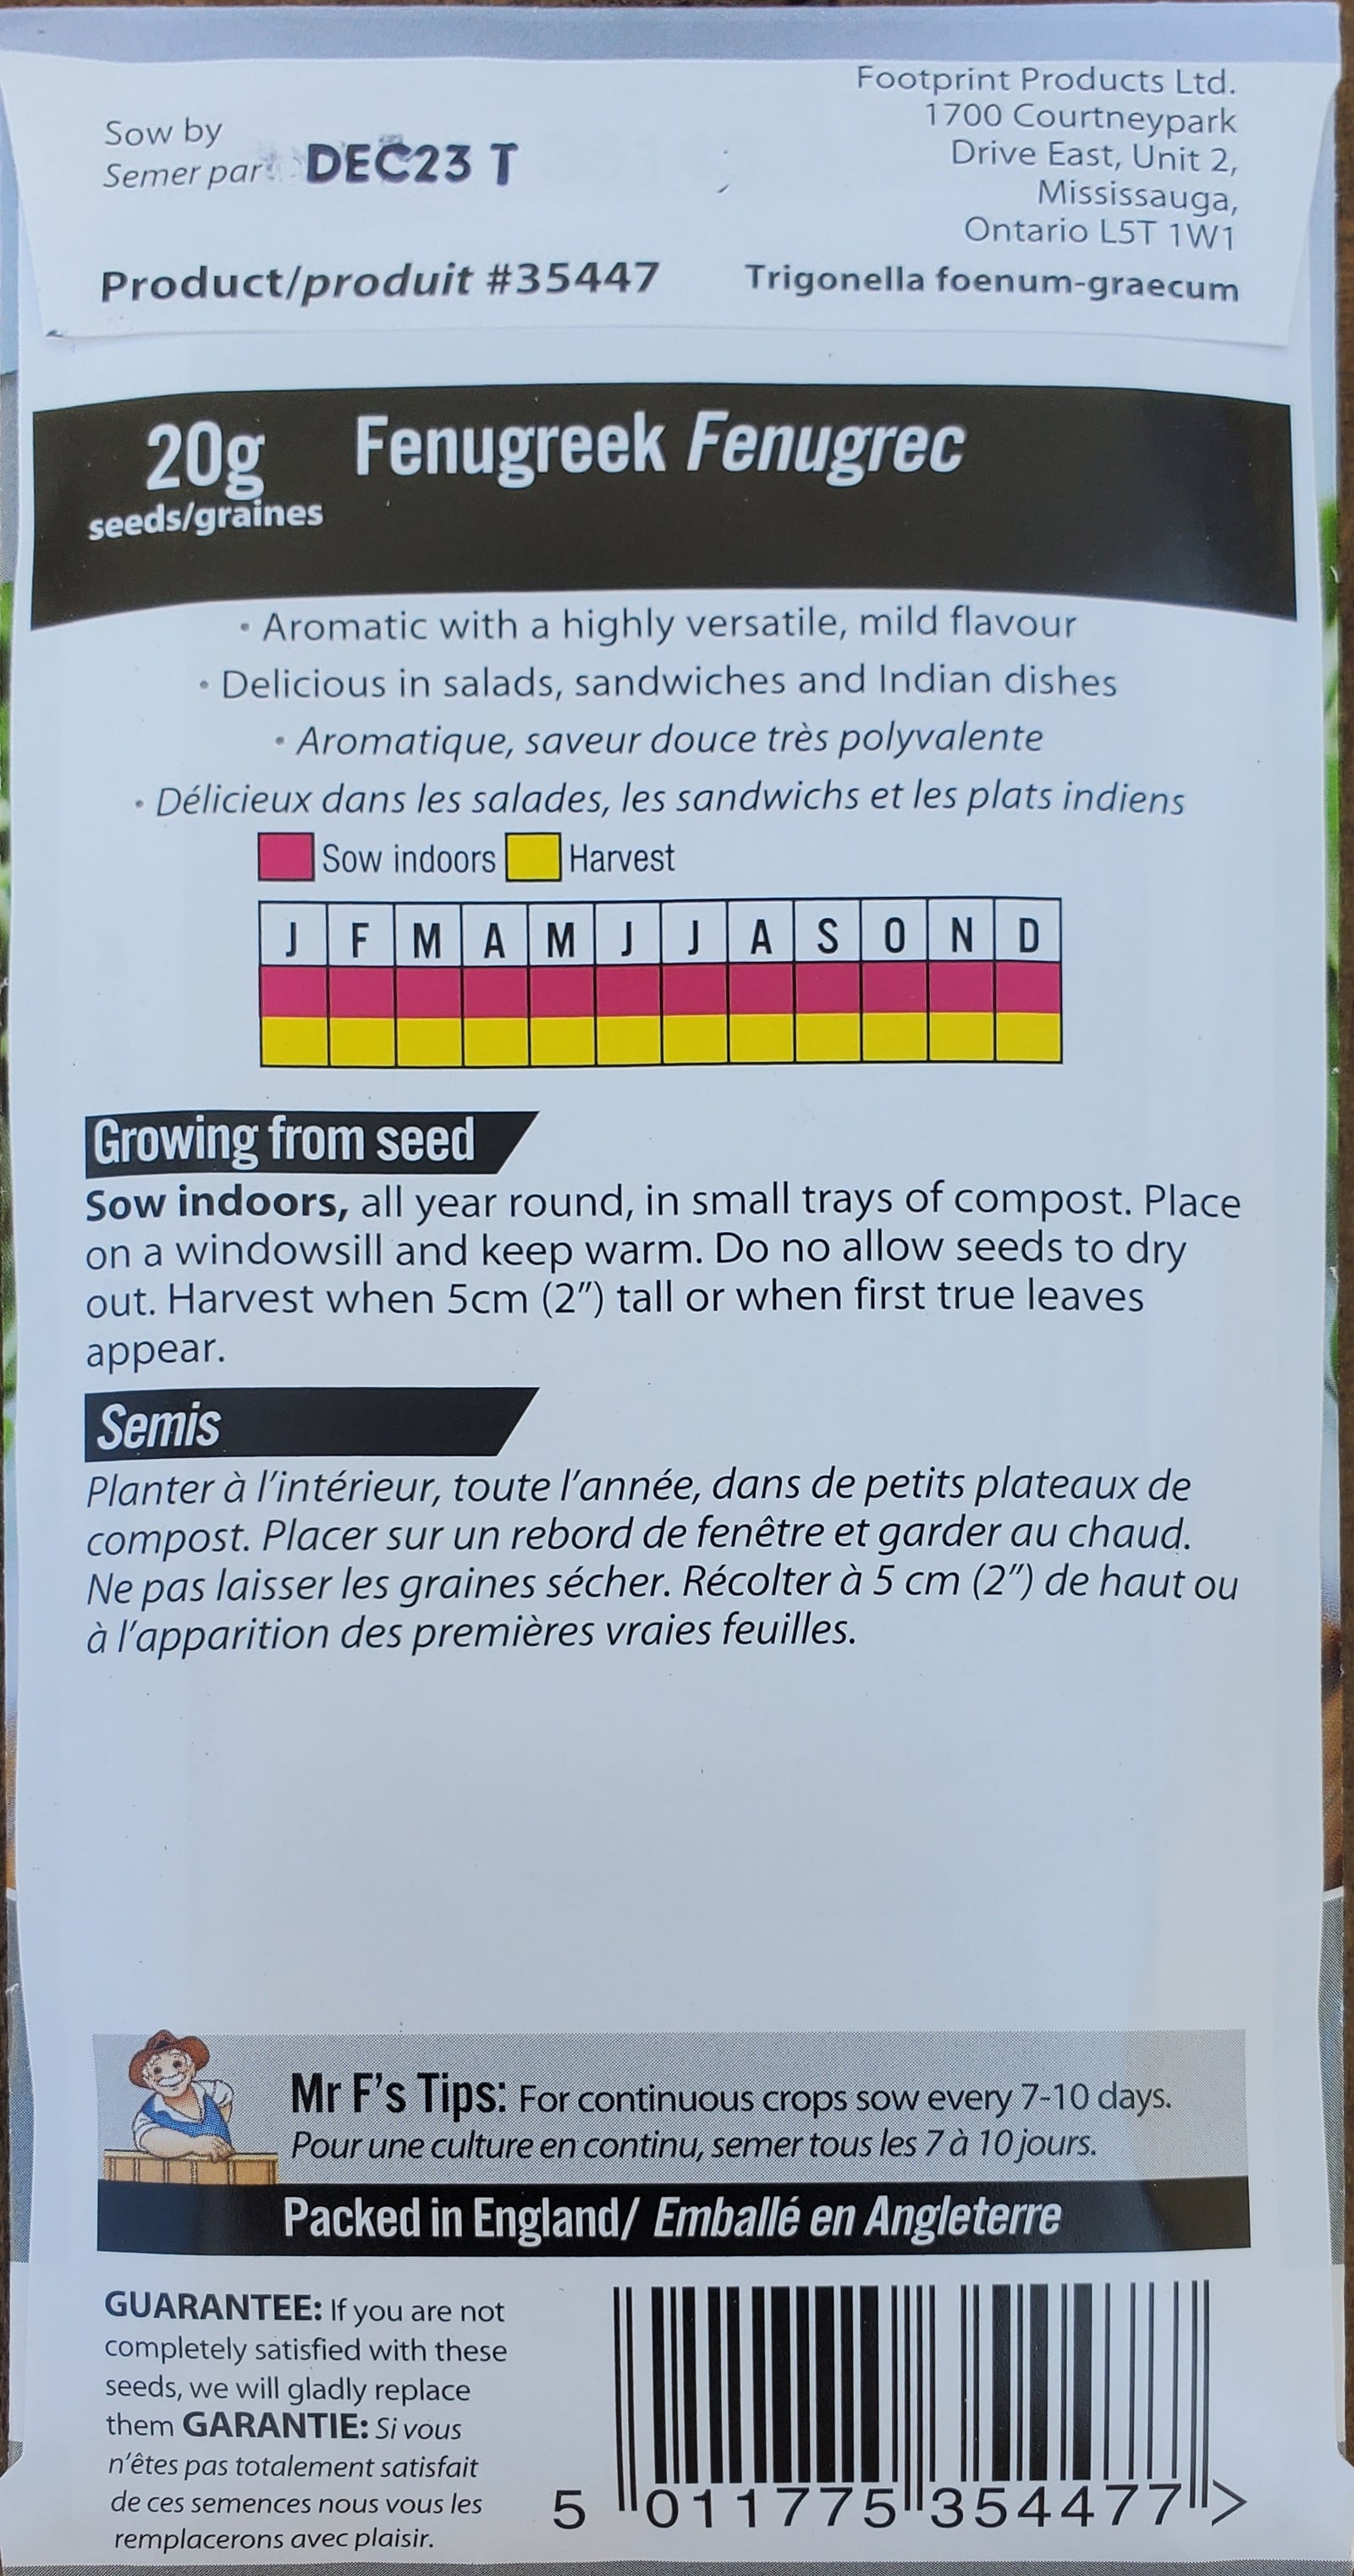 Sow by
Semer par DEC23 T
Footprint Products Ltd.
1700 Courtneypark
Drive East, Unit 2,
Mississauga,
Ontario L5T 1W1
Product/produit #35447
Trigonella foenum-graecum
20g
seeds/graines
Fenugreek Fenugrec
• Aromatic with a highly versatile, mild flavour
• Delicious in salads, sandwiches and Indian dishes
• Aromatique, saveur douce très polyvalente
• Délicieux dans les salades, les sandwichs et les plats indiens
Sow indoors Harvest
J F M A M J J A S O N D
Growing from seed
Sow indoors, all year round, in small trays of compost. Place
on a windowsill and keep warm. Do no allow seeds to dry
out. Harvest when 5cm (2") tall or when first true leaves
appear.
Semis
Planter à l'intérieur, toute l'année, dans de petits plateaux de
compost. Placer sur un rebord de fenêtre et garder au chaud.
Ne pas laisser les graines sécher. Récolter à 5 cm (2") de haut ou
à l'apparition des premières vraies feuilles.
Mr F's Tips: For continuous crops sow every 7-10 days.
Pour une culture en continu, semer tous les 7 à 10 jours.
Packed in England/ Emballé en Angleterre
GUARANTEE: If you are not
completely satisfied with these
seeds, we will gladly replace
them GARANTIE: Si vous
n'êtes pas totalement satisfait
de ces semences nous vous les
remplacerons avec plaisir.
5 011775 354477 >